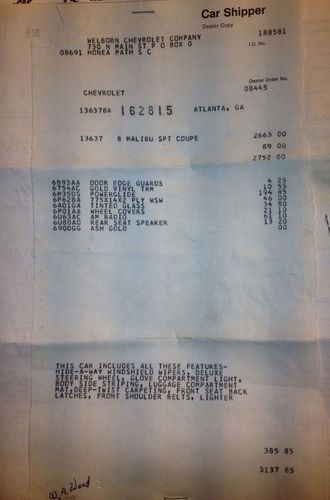 Car Shipper
Dealer Copy
188581
I.D. No.
WELBORN CHEVROLET COMPANY
730 N MAIN ST P O BOX O
08691 HONEA PATH S C
Dealer Order No.
08445
CHEVROLET
136378A 162815 ATLANTA, GA
13637 8 MALIBU SPT COUPE 2663 00
89 00
2752 00
6B93AA DOOR EDGE GUARDS 4 25
6754AC GOLD VINYL TRM 10 55
6M35DS POWERGLIDE 194 85
6P62BA 775X14X2 PLY WSW 46 00
6A01GA TINTED GLASS 34 80
6P01AA WHEEL COVERS 21 10
6U63AC AM RADIO 61 10
6U80AD REAR SEAT SPEAKER 13 20
6900GG ASH GOLD 00
THIS CAR INCLUDES ALL THESE FEATURES-
HIDE-A-WAY WINDSHIELD WIPERS, DELUXE
STEERING WHEEL, GLOVE COMPARTMENT LIGHT,
BODY SIDE STRIPING, LUGGAGE COMPARTMENT
MAT, DEEP-TWIST CARPETING, FRONT SEAT BACK
LATCHES, FRONT SHOULDER BELTS, LIGHTER
385 85
3137 85
W. A. Ward